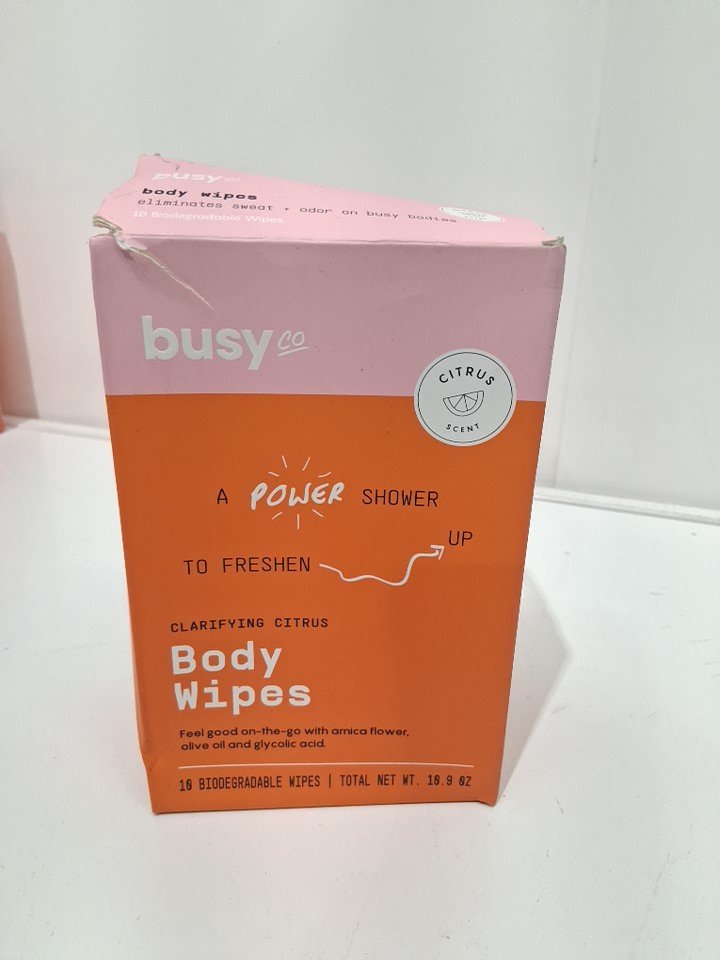 busy co
body wipes
eliminates sweat + odor on busy bodies
10 Biodegradable Wipes
busy co
CITRUS
SCENT
A POWER SHOWER
TO FRESHEN UP
CLARIFYING CITRUS
Body
Wipes
Feel good on-the-go with arnica flower,
olive oil and glycolic acid.
10 BIODEGRADABLE WIPES | TOTAL NET WT. 10.9 OZ